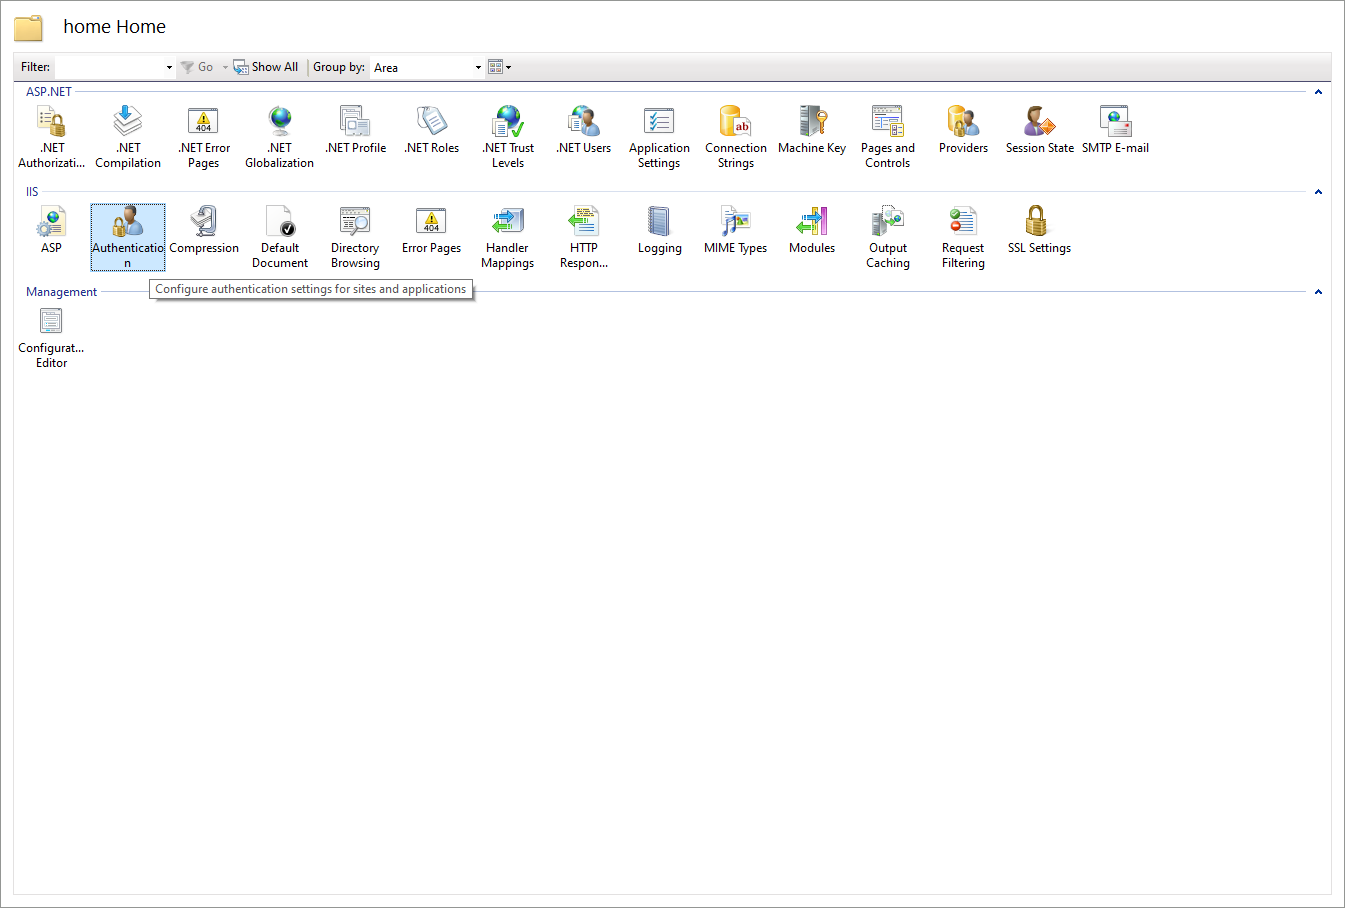 home Home
Filter: Go Show All Group by: Area
ASP.NET
.NET Authorizati...
.NET Compilation
.NET Error Pages
.NET Globalization
.NET Profile
.NET Roles
.NET Trust Levels
.NET Users
Application Settings
Connection Strings
Machine Key
Pages and Controls
Providers
Session State
SMTP E-mail
IIS
ASP
Authentication
Compression
Default Document
Directory Browsing
Error Pages
Handler Mappings
HTTP Respon...
Logging
MIME Types
Modules
Output Caching
Request Filtering
SSL Settings
Configure authentication settings for sites and applications
Management
Configurat... Editor